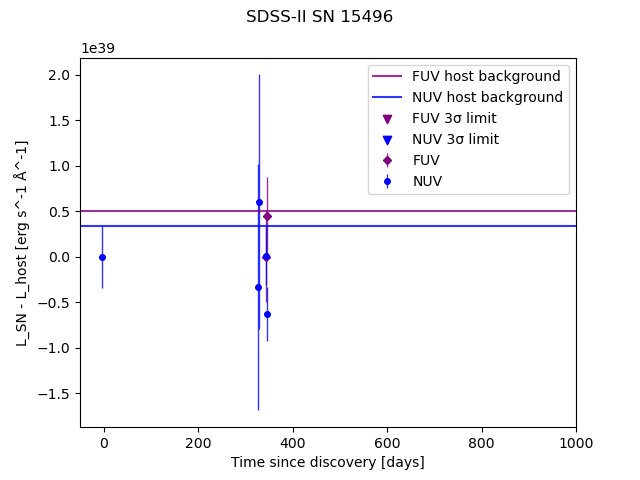 SDSS-II SN 15496
1e39
2.0
1.5
1.0
0.5
0.0
−0.5
−1.0
−1.5
L_SN - L_host [erg s^-1 Å^-1]
FUV host background
NUV host background
FUV 3σ limit
NUV 3σ limit
FUV
NUV
0 200 400 600 800 1000
Time since discovery [days]